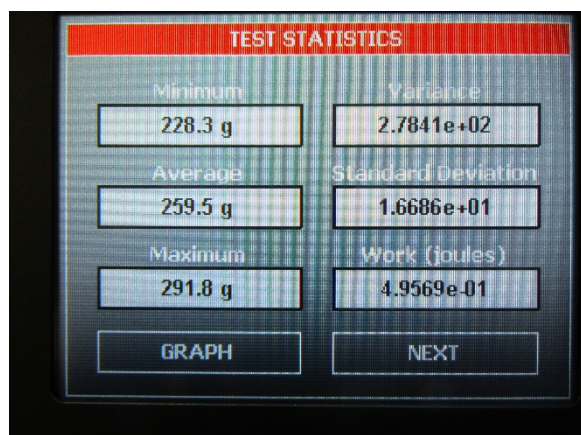 TEST STATISTICS
Minimum Variance
228.3 g 2.7841e+02
Average Standard Deviation
259.5 g 1.6686e+01
Maximum Work (joules)
291.8 g 4.9569e-01
GRAPH NEXT